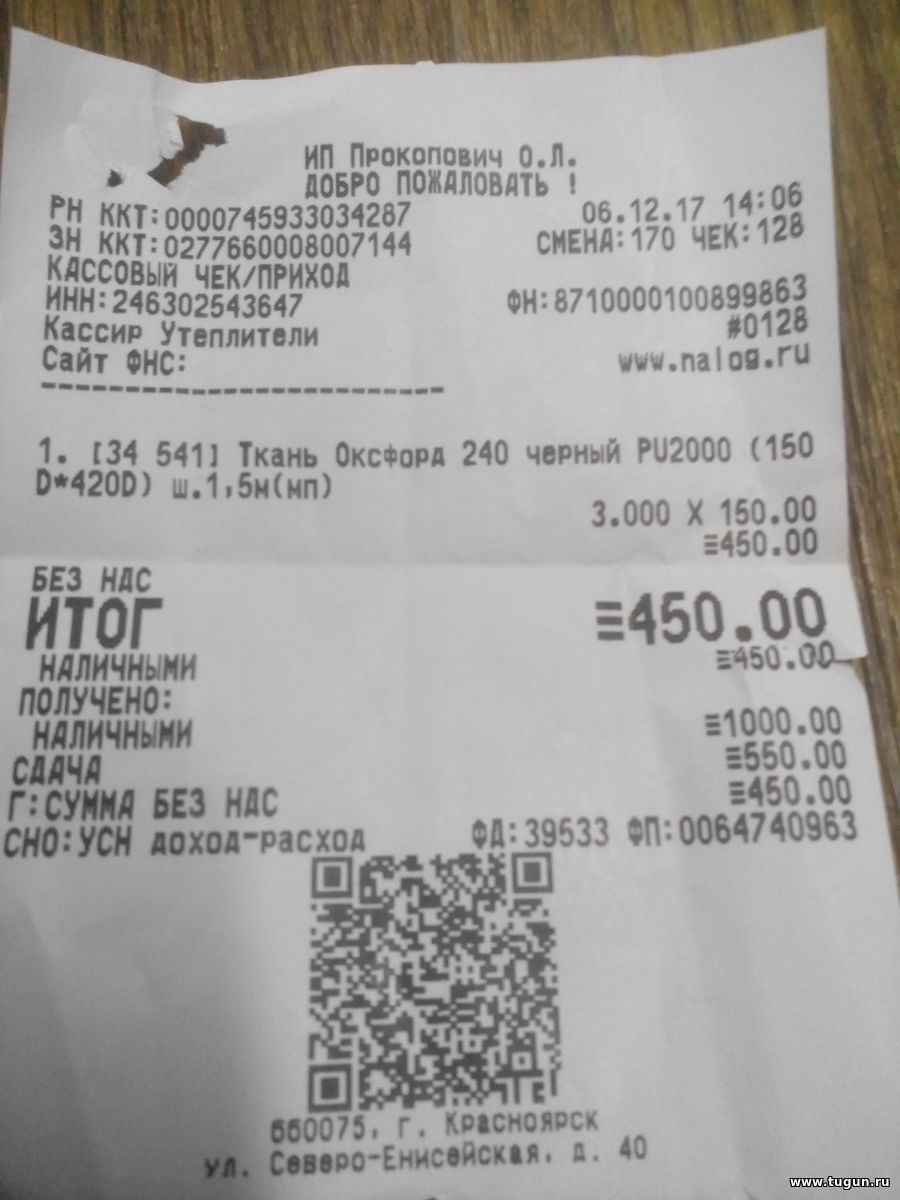 ИП Прокопович О.Л.
ДОБРО ПОЖАЛОВАТЬ !
РН ККТ:0000745933034287 06.12.17 14:06
ЗН ККТ:0277660008007144 СМЕНА:170 ЧЕК:128
КАССОВЫЙ ЧЕК/ПРИХОД
ИНН:246302543647 ФН:8710000100899863
Кассир Утеплители #0128
Сайт ФНС: www.nalog.ru
--------------------------
1. [34 541] Ткань Оксфорд 240 черный PU2000 (150
D*420D) ш.1,5м(мп)
3.000 X 150.00
≡450.00
БЕЗ НДС
ИТОГ ≡450.00
НАЛИЧНЫМИ ≡450.00
ПОЛУЧЕНО:
НАЛИЧНЫМИ ≡1000.00
СДАЧА ≡550.00
Г:СУММА БЕЗ НДС ≡450.00
СНО:УСН доход-расход ФД:39533 ФП:0064740963
660075, г. Красноярск
ул. Северо-Енисейская, д. 40
www.tugun.ru